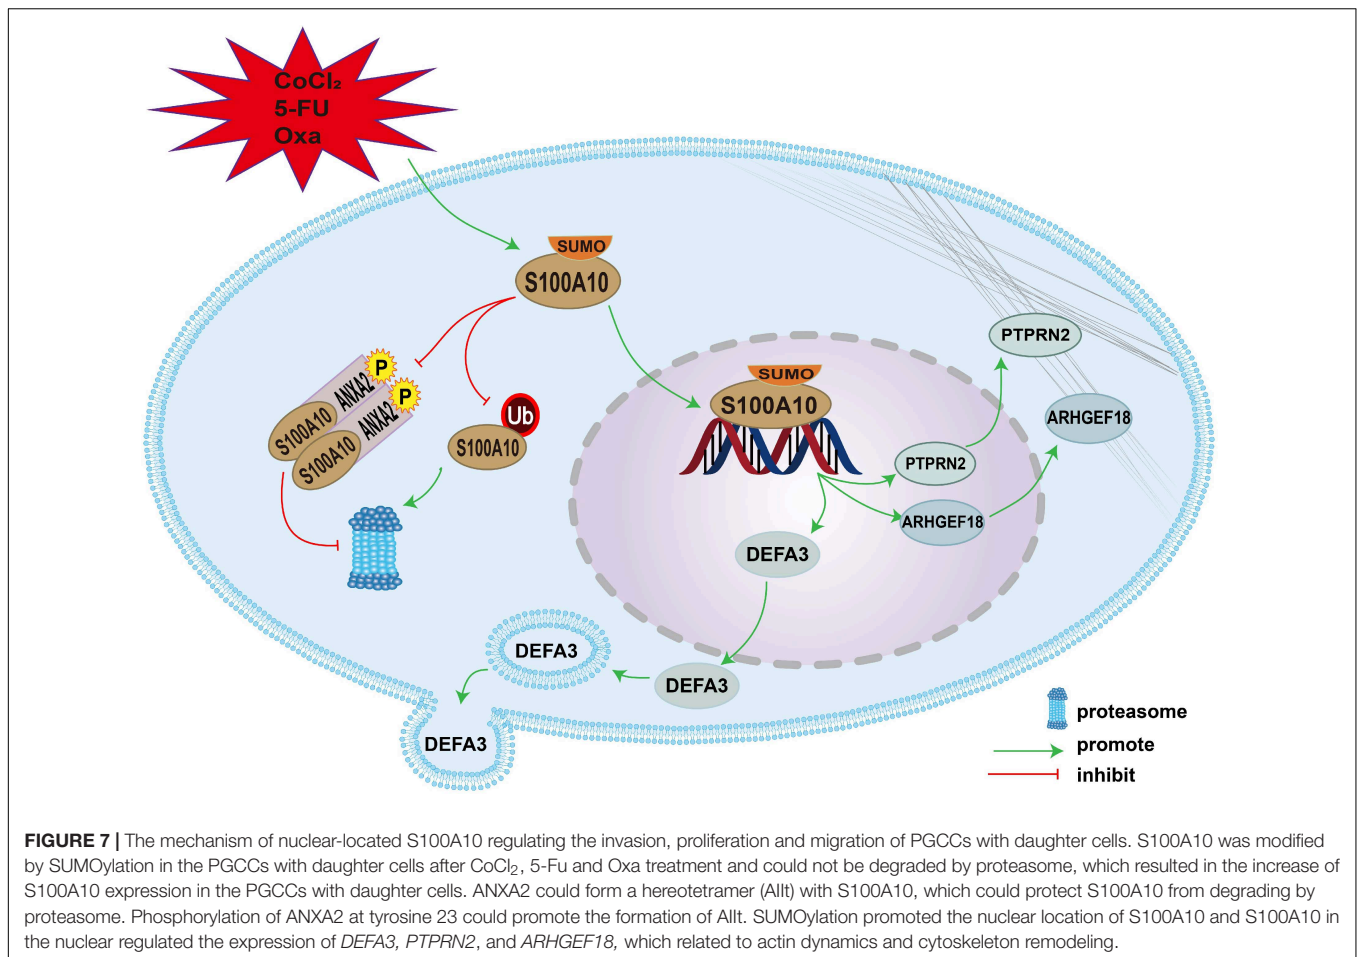 CoCl₂
5-FU
Oxa
SUMO
S100A10
P
ANXA2
P
ANXA2
S100A10
S100A10
Ub
S100A10
SUMO
S100A10
PTPRN2
ARHGEF18
PTPRN2
ARHGEF18
DEFA3
DEFA3
DEFA3
DEFA3
proteasome
promote
inhibit
FIGURE 7 | The mechanism of nuclear-located S100A10 regulating the invasion, proliferation and migration of PGCCs with daughter cells. S100A10 was modified
by SUMOylation in the PGCCs with daughter cells after CoCl₂, 5-Fu and Oxa treatment and could not be degraded by proteasome, which resulted in the increase of
S100A10 expression in the PGCCs with daughter cells. ANXA2 could form a hereotetramer (AIIt) with S100A10, which could protect S100A10 from degrading by
proteasome. Phosphorylation of ANXA2 at tyrosine 23 could promote the formation of AIIt. SUMOylation promoted the nuclear location of S100A10 and S100A10 in
the nuclear regulated the expression of DEFA3, PTPRN2, and ARHGEF18, which related to actin dynamics and cytoskeleton remodeling.